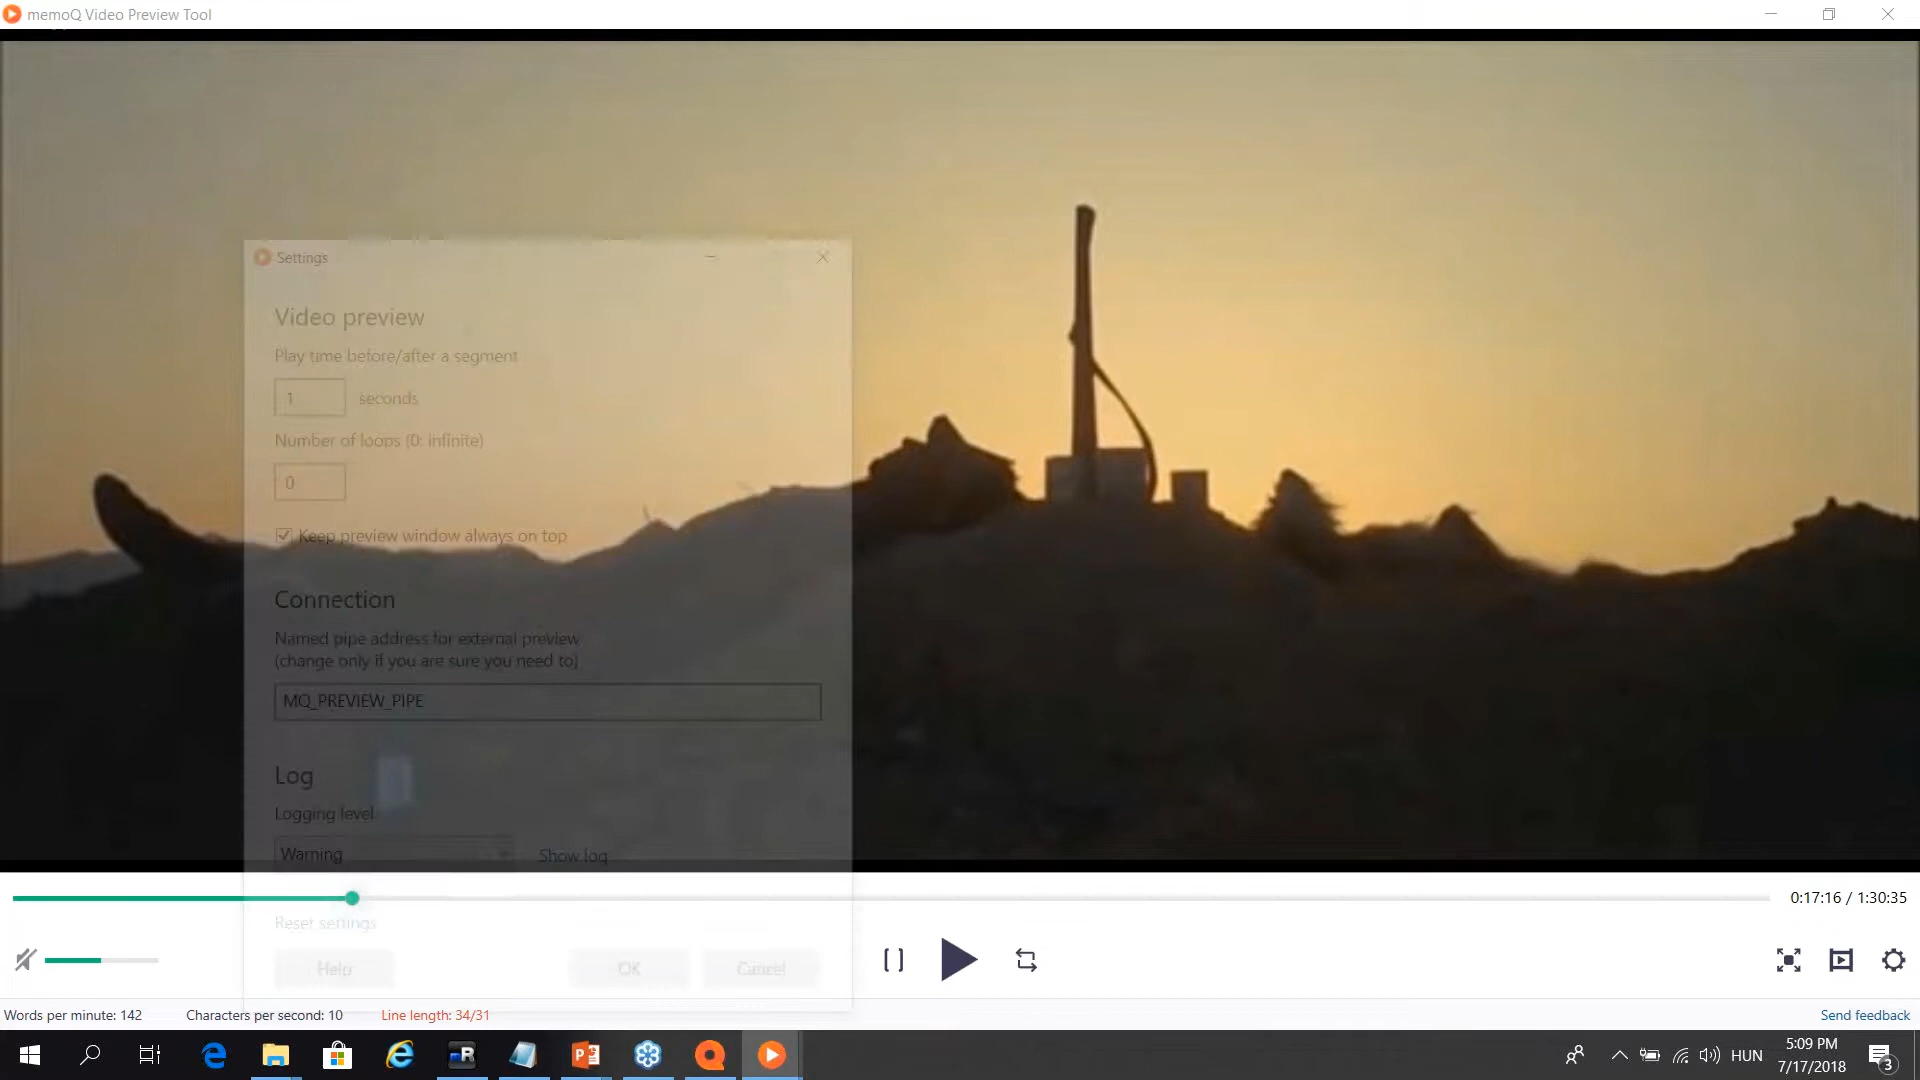 memoQ Video Preview Tool
Settings
Video preview
Play time before/after a segment
1 seconds
Number of loops (0: infinite)
0
Keep preview window always on top
Connection
Named pipe address for external preview
(change only if you are sure you need to)
MQ_PREVIEW_PIPE
Log
Logging level
Warning Show log
0:17:16 / 1:30:35
Reset settings
Help OK Cancel
Words per minute: 142 Characters per second: 10 Line length: 34/31 Send feedback
HUN 5:09 PM
7/17/2018 3